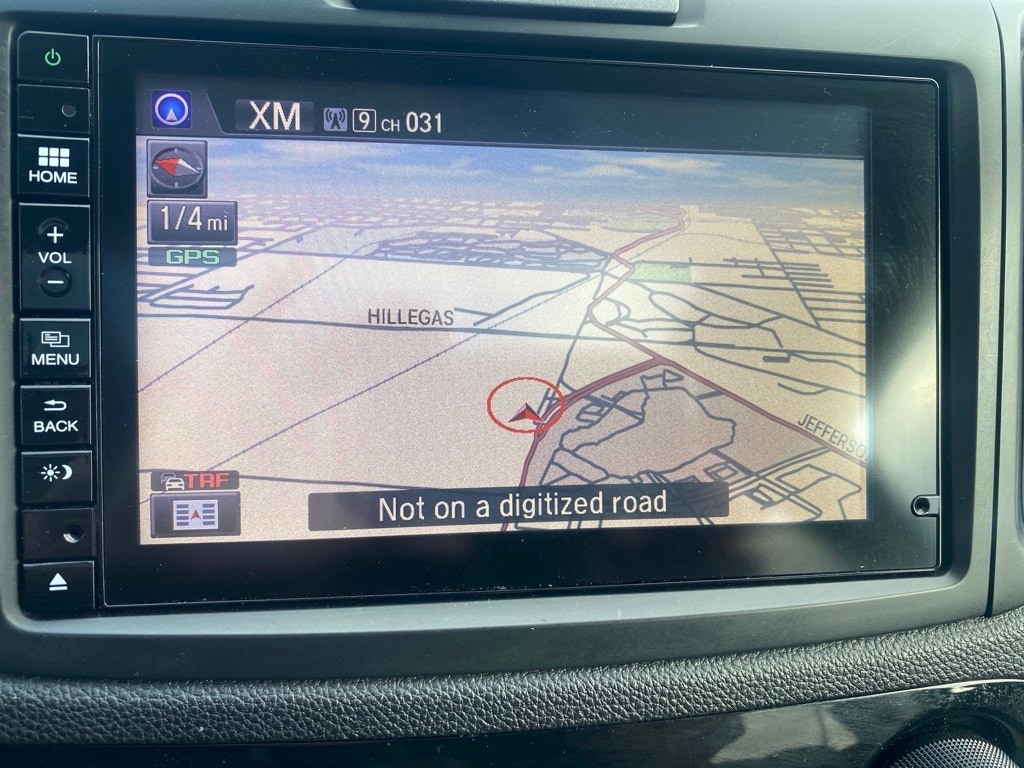 XM 9 CH 031
HOME
1/4 mi
+
VOL
−
GPS
HILLEGAS
MENU
BACK
JEFFERSO
TRF
Not on a digitized road